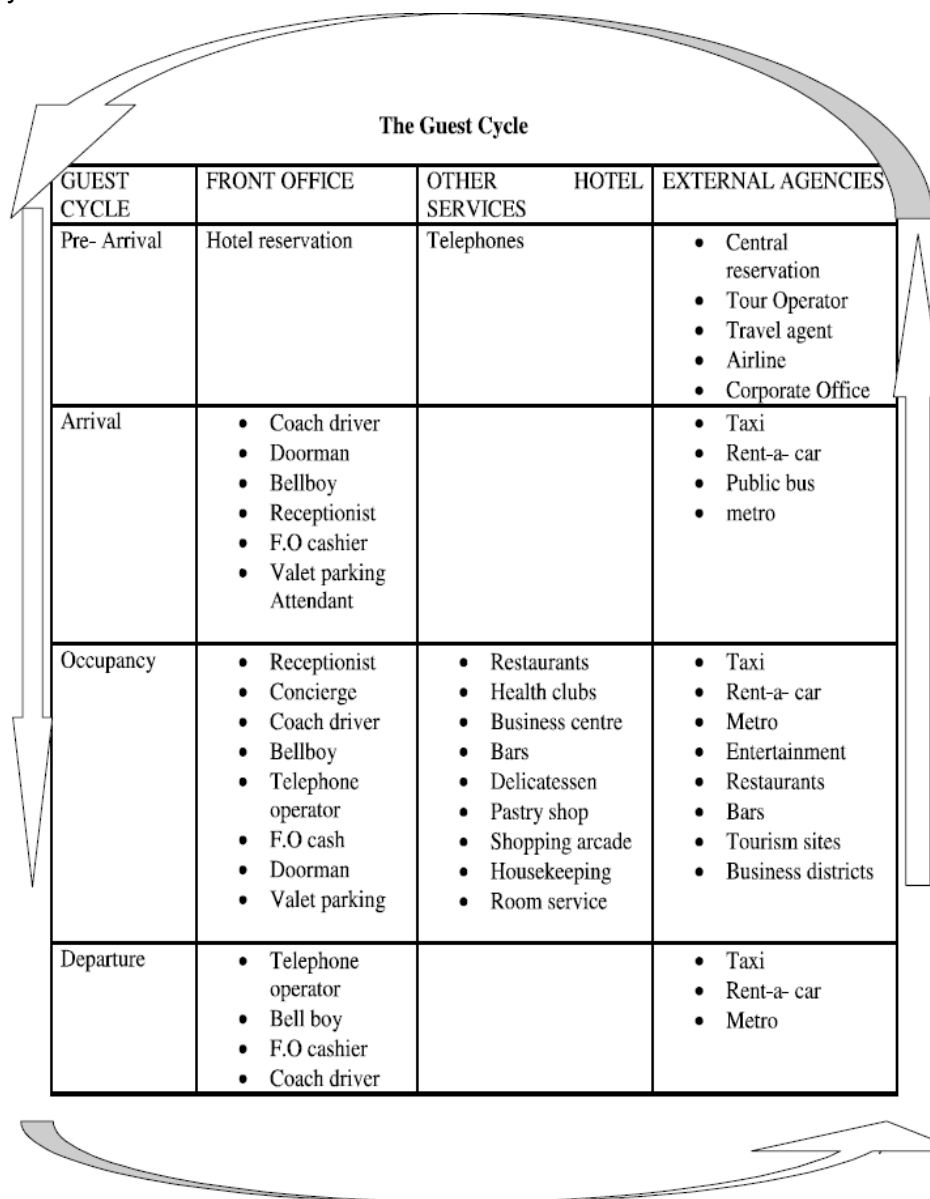 The Guest Cycle
GUEST CYCLE
FRONT OFFICE
OTHER HOTEL SERVICES
EXTERNAL AGENCIES
Pre- Arrival
Hotel reservation
Telephones
• Central
reservation
• Tour Operator
• Travel agent
• Airline
• Corporate Office
Arrival
• Coach driver
• Doorman
• Bellboy
• Receptionist
• F.O cashier
• Valet parking
Attendant
• Taxi
• Rent-a- car
• Public bus
• metro
Occupancy
• Receptionist
• Concierge
• Coach driver
• Bellboy
• Telephone
operator
• F.O cash
• Doorman
• Valet parking
• Restaurants
• Health clubs
• Business centre
• Bars
• Delicatessen
• Pastry shop
• Shopping arcade
• Housekeeping
• Room service
• Taxi
• Rent-a- car
• Metro
• Entertainment
• Restaurants
• Bars
• Tourism sites
• Business districts
Departure
• Telephone
operator
• Bell boy
• F.O cashier
• Coach driver
• Taxi
• Rent-a- car
• Metro